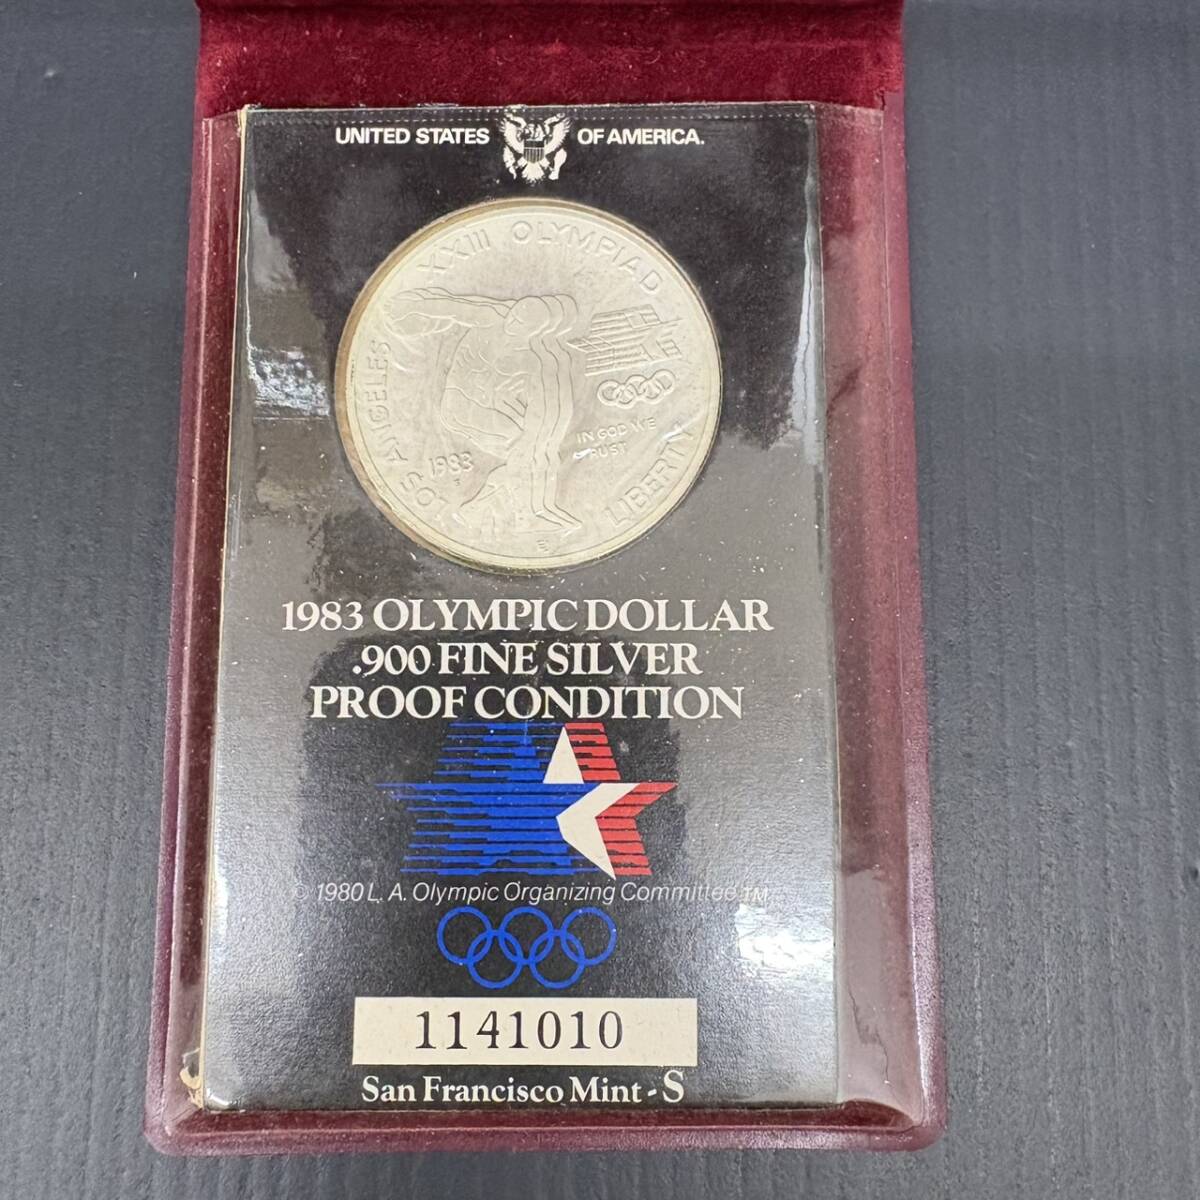 UNITED STATES OF AMERICA.
XXIII OLYMPIAD
LOS ANGELES
1983
IN GOD WE
LIBERTY
1983 OLYMPIC DOLLAR
.900 FINE SILVER
PROOF CONDITION
© 1980 L. A. Olympic Organizing Committee TM
1141010
San Francisco Mint - S